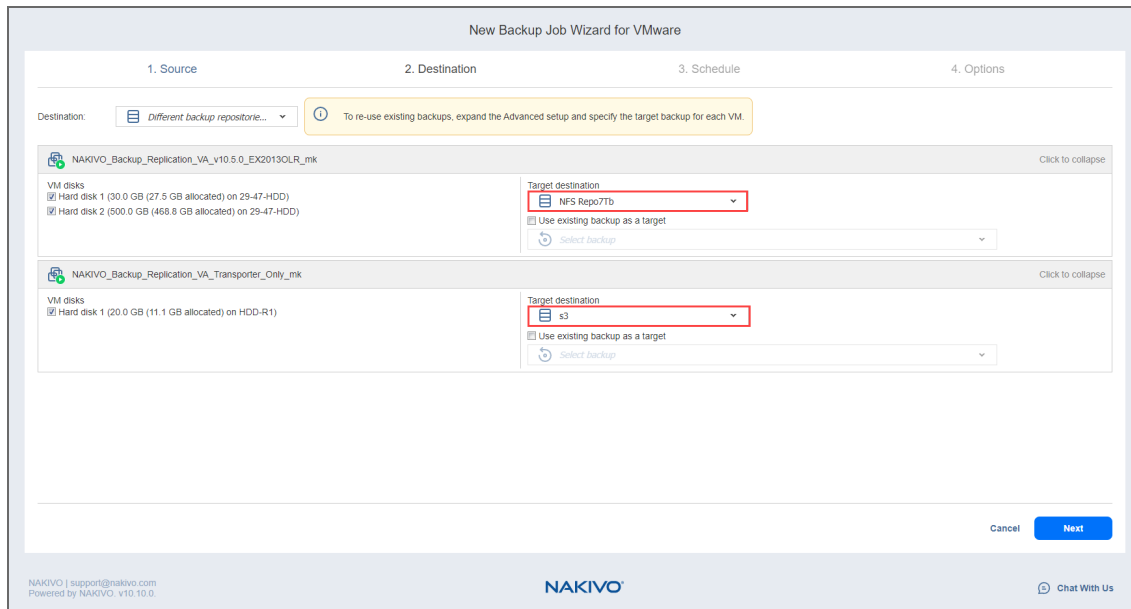 New Backup Job Wizard for VMware
1. Source
2. Destination
3. Schedule
4. Options
Destination:
Different backup repositorie...
To re-use existing backups, expand the Advanced setup and specify the target backup for each VM.
NAKIVO_Backup_Replication_VA_v10.5.0_EX2013OLR_mk
Click to collapse
VM disks
Hard disk 1 (30.0 GB (27.5 GB allocated) on 29-47-HDD)
Hard disk 2 (500.0 GB (468.8 GB allocated) on 29-47-HDD)
Target destination
NFS Repo7Tb
Use existing backup as a target
Select backup
NAKIVO_Backup_Replication_VA_Transporter_Only_mk
Click to collapse
VM disks
Hard disk 1 (20.0 GB (11.1 GB allocated) on HDD-R1)
Target destination
s3
Use existing backup as a target
Select backup
Cancel
Next
NAKIVO | support@nakivo.com
Powered by NAKIVO. v10.10.0.
NAKIVO®
Chat With Us